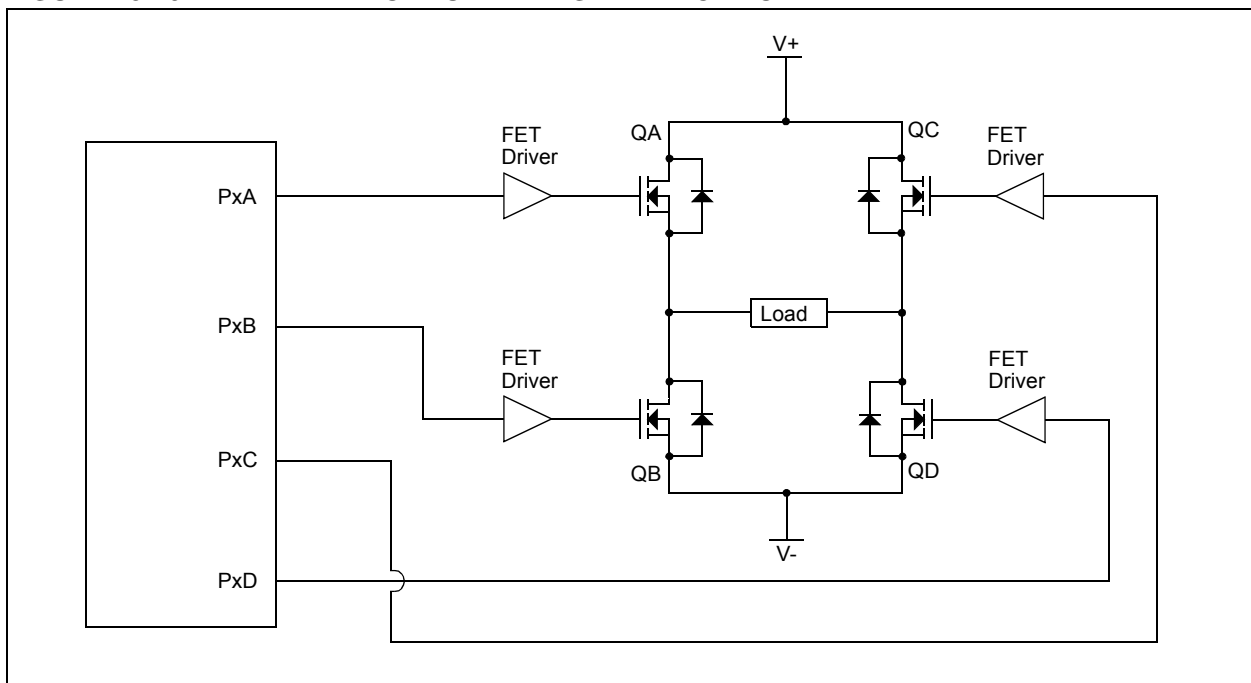 V+
FET
Driver
QA
QC
FET
Driver
PxA
PxB
Load
FET
Driver
FET
Driver
PxC
QB
QD
V-
PxD